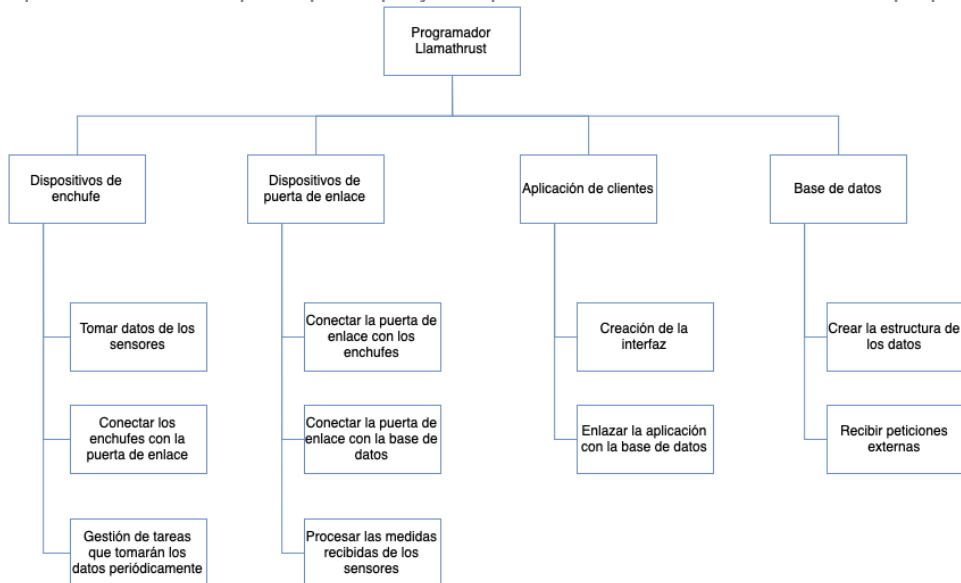 Programador
Llamathrust
Dispositivos de
enchufe
Dispositivos de
puerta de enlace
Aplicación de clientes
Base de datos
Tomar datos de los
sensores
Conectar la puerta de
enlace con los
enchufes
Creación de la
interfaz
Crear la estructura de
los datos
Conectar los
enchufes con la
puerta de enlace
Conectar la puerta de
enlace con la base de
datos
Enlazar la aplicación
con la base de datos
Recibir peticiones
externas
Gestión de tareas
que tomarán los
datos periódicamente
Procesar las medidas
recibidas de los
sensores